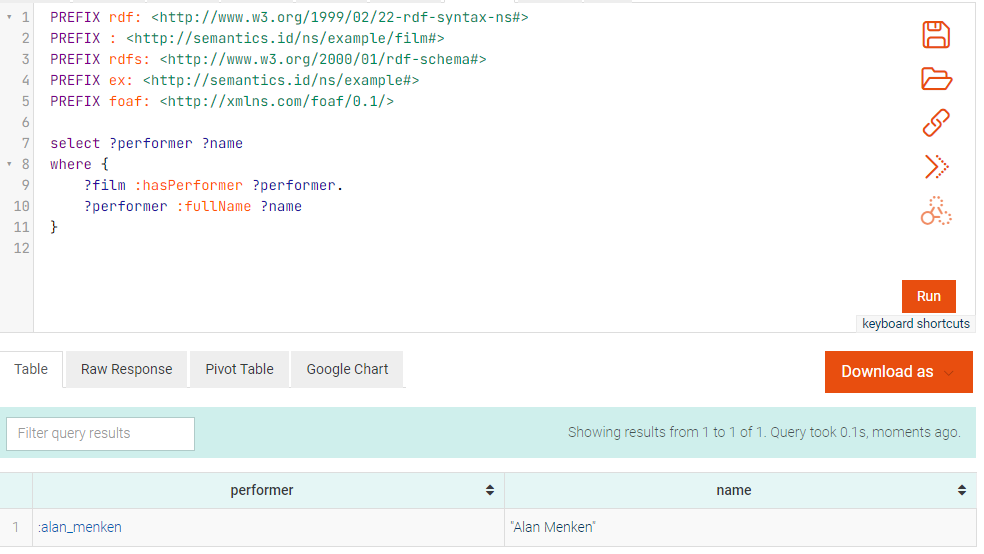 1 PREFIX rdf: <http://www.w3.org/1999/02/22-rdf-syntax-ns#>
2 PREFIX : <http://semantics.id/ns/example/film#>
3 PREFIX rdfs: <http://www.w3.org/2000/01/rdf-schema#>
4 PREFIX ex: <http://semantics.id/ns/example#>
5 PREFIX foaf: <http://xmlns.com/foaf/0.1/>
6
7 select ?performer ?name
8 where {
9     ?film :hasPerformer ?performer.
10     ?performer :fullName ?name
11 }
12
Run
keyboard shortcuts
Table Raw Response Pivot Table Google Chart Download as
Filter query results Showing results from 1 to 1 of 1. Query took 0.1s, moments ago.
performer name
1 :alan_menken "Alan Menken"